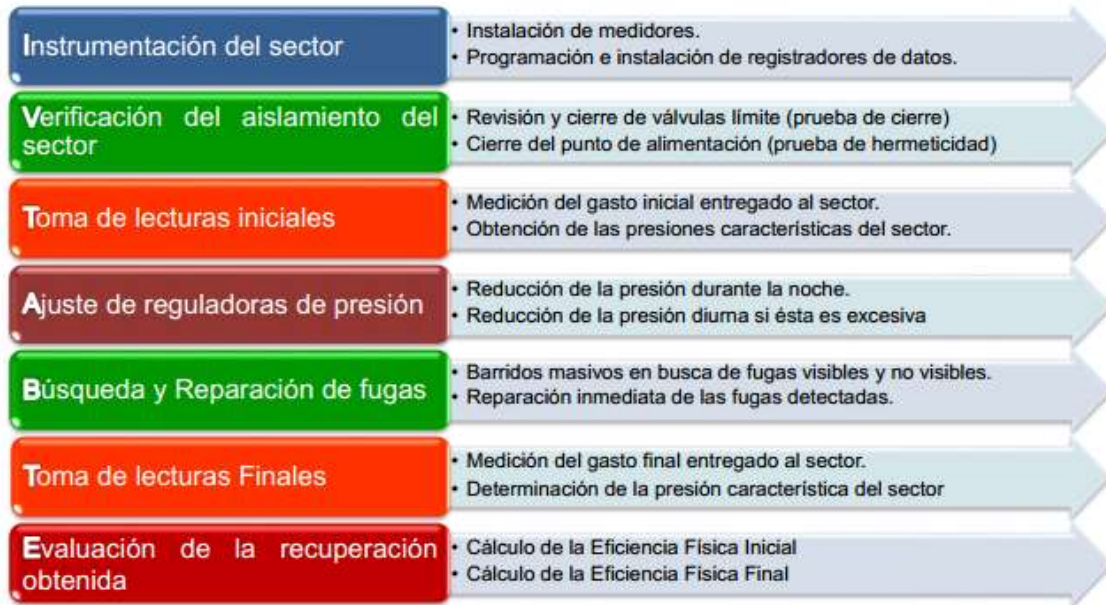 Instrumentación del sector
• Instalación de medidores.
• Programación e instalación de registradores de datos.
Verificación del aislamiento del
sector
• Revisión y cierre de válvulas límite (prueba de cierre)
• Cierre del punto de alimentación (prueba de hermeticidad)
Toma de lecturas iniciales
• Medición del gasto inicial entregado al sector.
• Obtención de las presiones características del sector.
Ajuste de reguladoras de presión
• Reducción de la presión durante la noche.
• Reducción de la presión diurna si ésta es excesiva
Búsqueda y Reparación de fugas
• Barridos masivos en busca de fugas visibles y no visibles.
• Reparación inmediata de las fugas detectadas.
Toma de lecturas Finales
• Medición del gasto final entregado al sector.
• Determinación de la presión característica del sector
Evaluación de la recuperación
obtenida
• Cálculo de la Eficiencia Física Inicial
• Cálculo de la Eficiencia Física Final